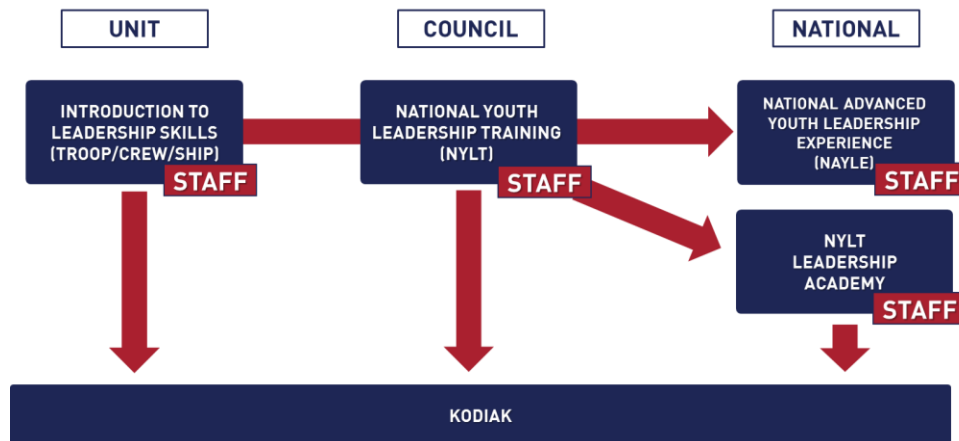 UNIT
COUNCIL
NATIONAL
INTRODUCTION TO
LEADERSHIP SKILLS
(TROOP/CREW/SHIP)
STAFF
NATIONAL YOUTH
LEADERSHIP TRAINING
(NYLT)
STAFF
NATIONAL ADVANCED
YOUTH LEADERSHIP
EXPERIENCE
(NAYLE)
STAFF
NYLT
LEADERSHIP
ACADEMY
STAFF
KODIAK